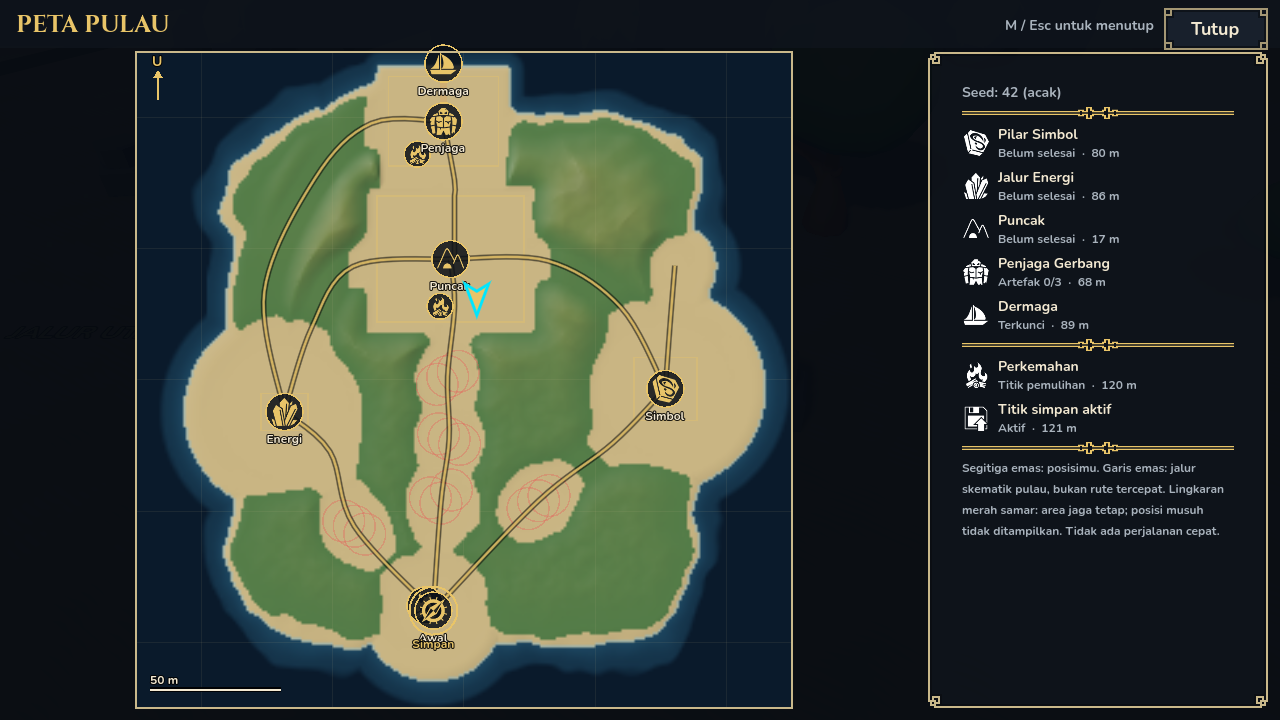 PETA PULAU
M / Esc untuk menutup
Tutup
U
Dermaga
Penjaga
Puncak
Energi
Simbol
Awal
Simpan
50 m
Seed: 42 (acak)
Pilar Simbol
Belum selesai · 80 m
Jalur Energi
Belum selesai · 86 m
Puncak
Belum selesai · 17 m
Penjaga Gerbang
Artefak 0/3 · 68 m
Dermaga
Terkunci · 89 m
Perkemahan
Titik pemulihan · 120 m
Titik simpan aktif
Aktif · 121 m
Segitiga emas: posisimu. Garis emas: jalur
skematik pulau, bukan rute tercepat. Lingkaran
merah samar: area jaga tetap; posisi musuh
tidak ditampilkan. Tidak ada perjalanan cepat.